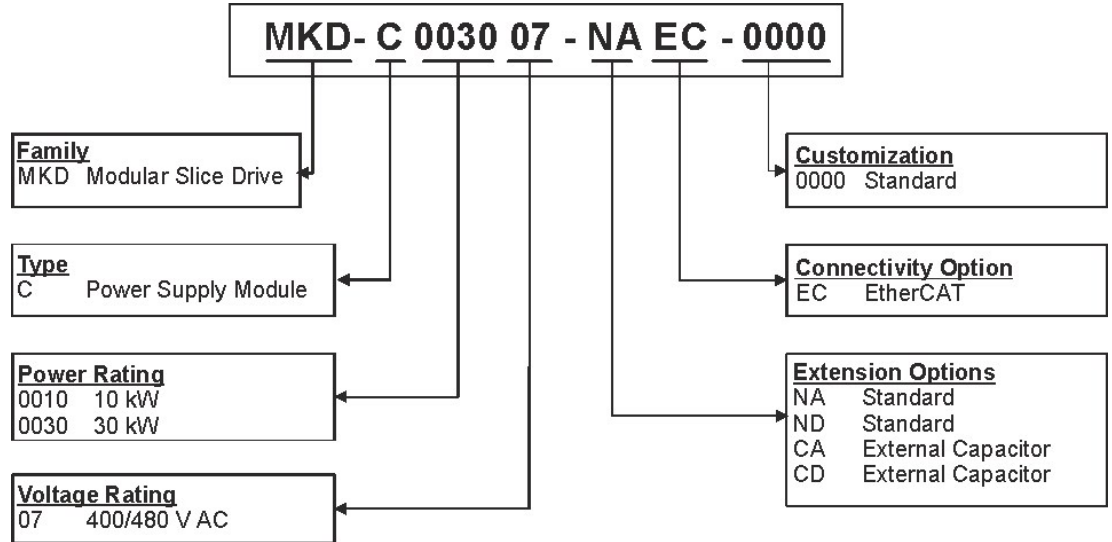 MKD- C 0030 07 - NA EC - 0000
Family
MKD Modular Slice Drive
Type
C Power Supply Module
Power Rating
0010 10 kW
0030 30 kW
Voltage Rating
07 400/480 V AC
Customization
0000 Standard
Connectivity Option
EC EtherCAT
Extension Options
NA Standard
ND Standard
CA External Capacitor
CD External Capacitor